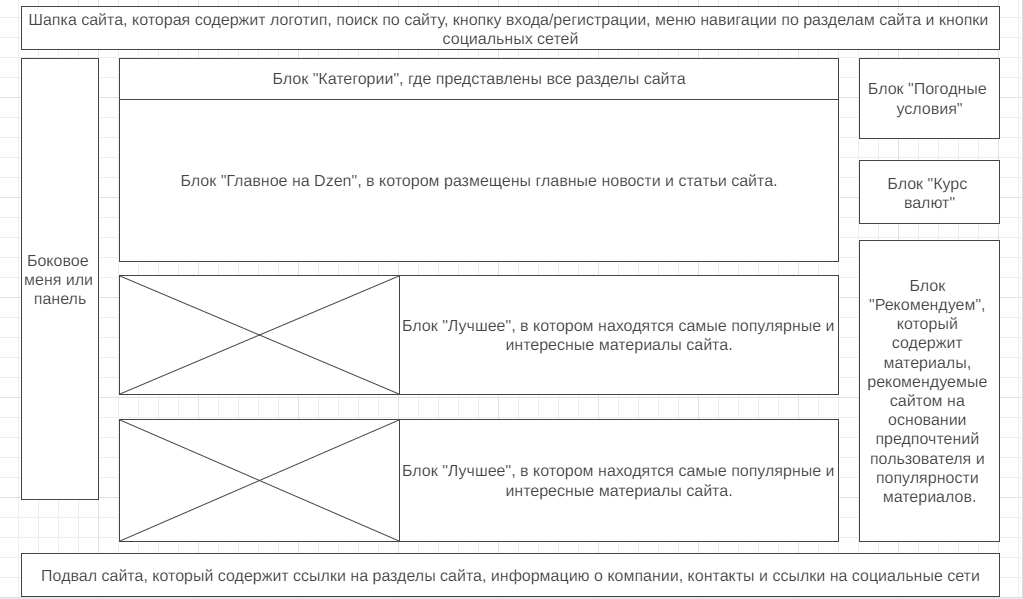 Шапка сайта, которая содержит логотип, поиск по сайту, кнопку входа/регистрации, меню навигации по разделам сайта и кнопки
социальных сетей
Боковое
меня или
панель
Блок "Категории", где представлены все разделы сайта
Блок "Главное на Dzen", в котором размещены главные новости и статьи сайта.
Блок "Лучшее", в котором находятся самые популярные и
интересные материалы сайта.
Блок "Лучшее", в котором находятся самые популярные и
интересные материалы сайта.
Блок "Погодные
условия"
Блок "Курс
валют"
Блок
"Рекомендуем",
который
содержит
материалы,
рекомендуемые
сайтом на
основании
предпочтений
пользователя и
популярности
материалов.
Подвал сайта, который содержит ссылки на разделы сайта, информацию о компании, контакты и ссылки на социальные сети